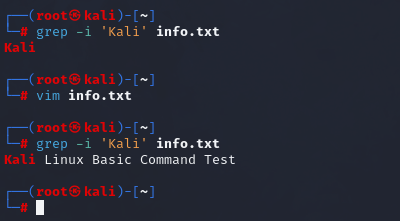 ┌──(root㉿kali)-[~]
└─# grep -i 'Kali' info.txt
Kali
┌──(root㉿kali)-[~]
└─# vim info.txt
┌──(root㉿kali)-[~]
└─# grep -i 'Kali' info.txt
Kali Linux Basic Command Test
┌──(root㉿kali)-[~]
└─#